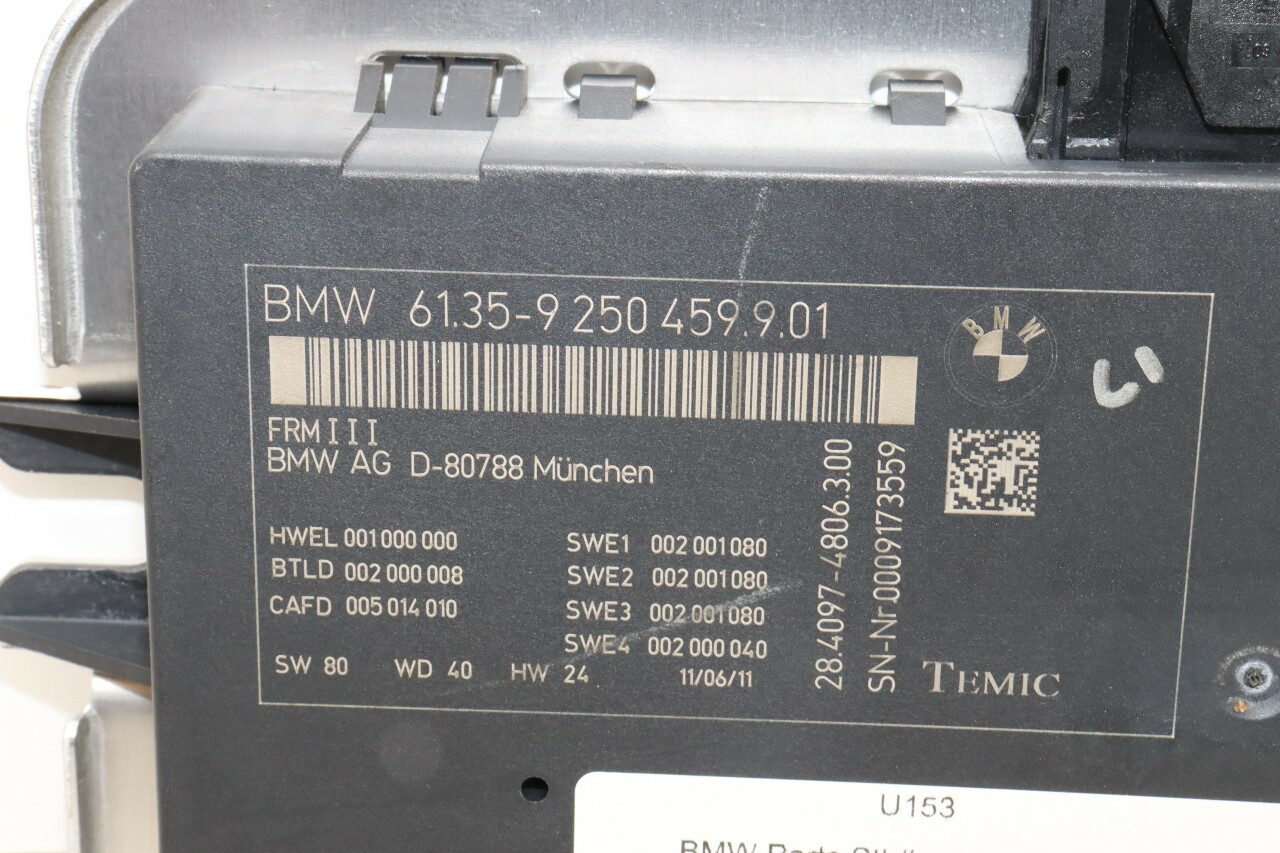 BMW 61.35-9 250 459.9.01
BMW
FRMIII
BMW AG D-80788 München
HWEL 001 000 000
BTLD 002 000 008
CAFD 005 014 010
SWE1 002 001 080
SWE2 002 001 080
SWE3 002 001 080
SWE4 002 000 040
SW 80 WD 40 HW 24 11/06/11
28.4097-4806.3.00
SN-Nr.0009173559
TEMIC
U153
BMW Parts